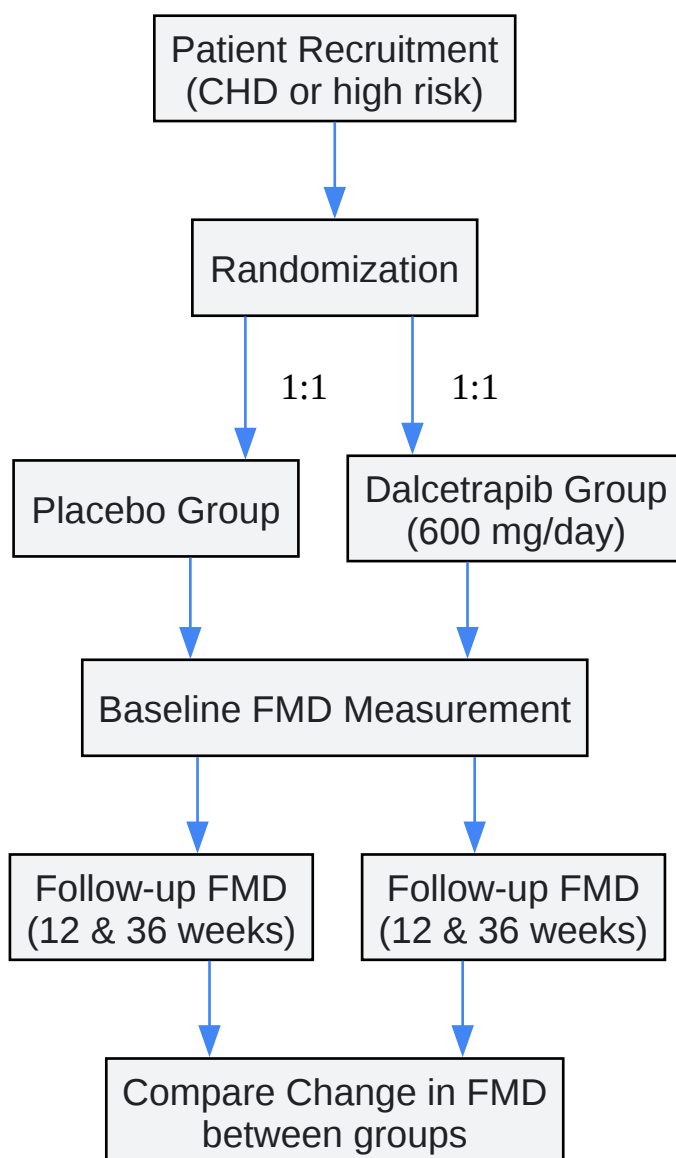 Patient Recruitment
(CHD or high risk)
Randomization
1:1
1:1
Placebo Group
Dalcetrapib Group
(600 mg/day)
Baseline FMD Measurement
Follow-up FMD
(12 & 36 weeks)
Follow-up FMD
(12 & 36 weeks)
Compare Change in FMD
between groups